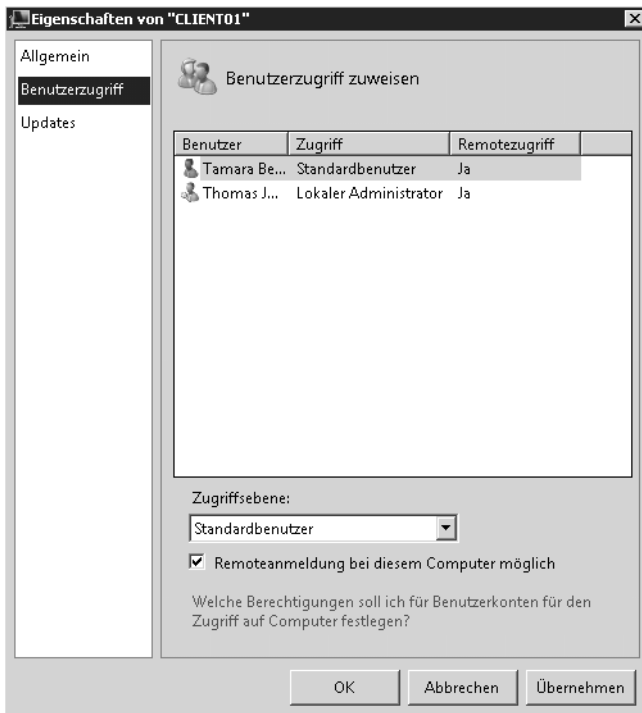 Eigenschaften von "CLIENT01"
Allgemein
Benutzerzugriff
Updates
Benutzerzugriff zuweisen
Benutzer Zugriff Remotezugriff
Tamara Be... Standardbenutzer Ja
Thomas J... Lokaler Administrator Ja
Zugriffsebene:
Standardbenutzer
Remoteanmeldung bei diesem Computer möglich
Welche Berechtigungen soll ich für Benutzerkonten für den
Zugriff auf Computer festlegen?
OK Abbrechen Übernehmen